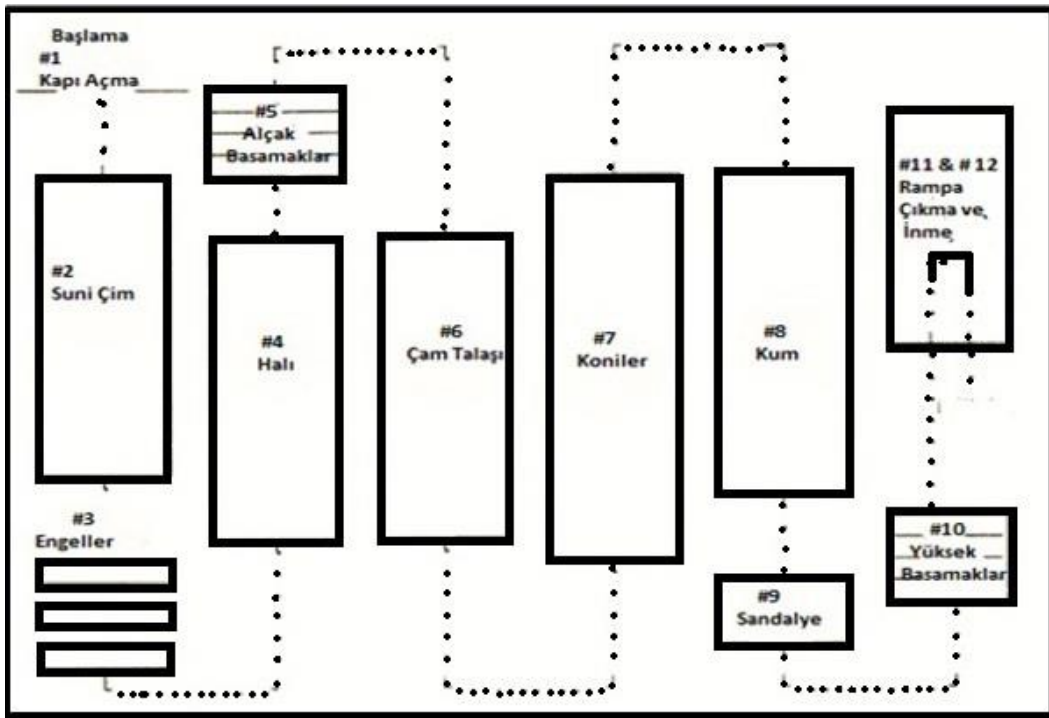 Başlama
#1
Kapı Açma
#2
Suni Çim
#3
Engeller
#4
Halı
#5
Alçak
Basamaklar
#6
Çam Talaşı
#7
Koniler
#8
Kum
#9
Sandalye
#10
Yüksek
Basamaklar
#11 & # 12
Rampa
Çıkma ve
İnme